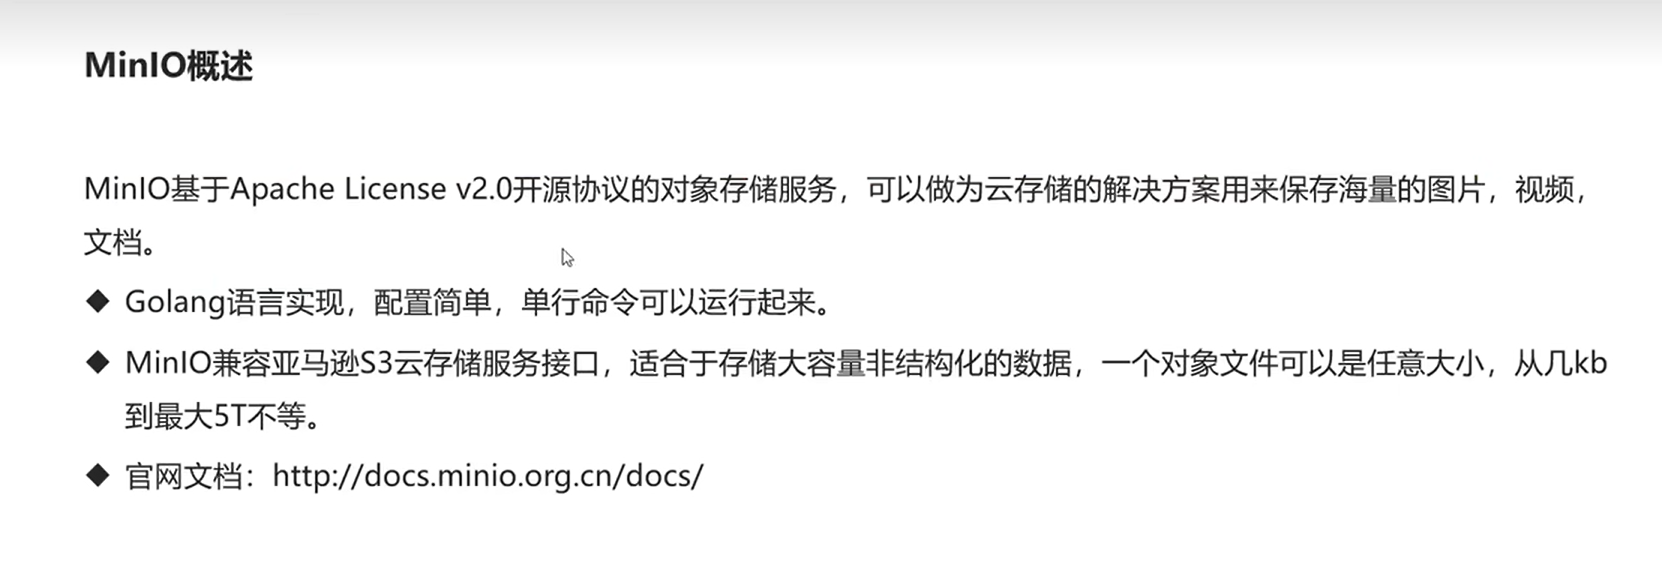 MinIO概述
MinIO基于Apache License v2.0开源协议的对象存储服务，可以做为云存储的解决方案用来保存海量的图片，视频，
文档。
◆ Golang语言实现，配置简单，单行命令可以运行起来。
◆ MinIO兼容亚马逊S3云存储服务接口，适合于存储大容量非结构化的数据，一个对象文件可以是任意大小，从几kb
到最大5T不等。
◆ 官网文档：http://docs.minio.org.cn/docs/